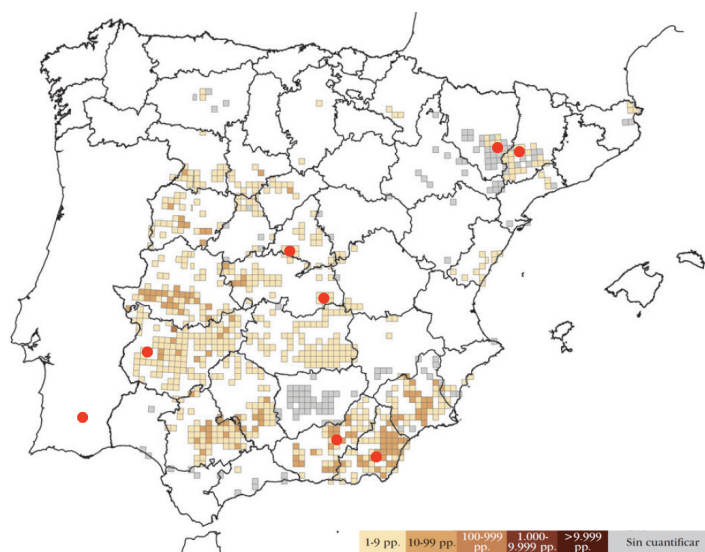 1-9 pp.
10-99 pp.
100-999 pp.
1.000-9.999 pp.
>9.999 pp.
Sin cuantificar